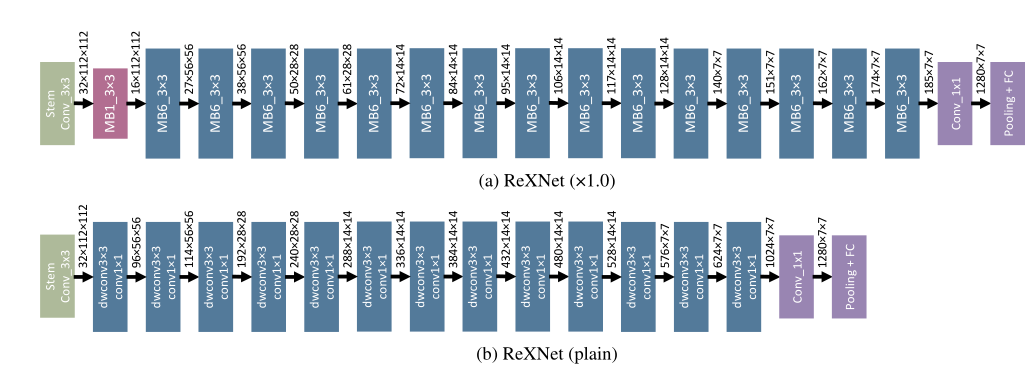 Stem
Conv_3x3
32×112×112
MB1_3×3
16×112×112
MB6_3×3
27×56×56
MB6_3×3
38×56×56
MB6_3×3
50×28×28
MB6_3×3
61×28×28
MB6_3×3
72×14×14
MB6_3×3
84×14×14
MB6_3×3
95×14×14
MB6_3×3
106×14×14
MB6_3×3
117×14×14
MB6_3×3
128×14×14
MB6_3×3
140×7×7
MB6_3×3
151×7×7
MB6_3×3
162×7×7
MB6_3×3
174×7×7
MB6_3×3
185×7×7
Conv_1x1
1280×7×7
Pooling + FC
(a) ReXNet (×1.0)
Stem
Conv_3x3
32×112×112
dwconv3×3
conv1×1
96×56×56
dwconv3×3
conv1×1
114×56×56
dwconv3×3
conv1×1
192×28×28
dwconv3×3
conv1×1
240×28×28
dwconv3×3
conv1×1
288×14×14
dwconv3×3
conv1×1
336×14×14
dwconv3×3
conv1×1
384×14×14
dwconv3×3
conv1×1
432×14×14
dwconv3×3
conv1×1
480×14×14
dwconv3×3
conv1×1
528×14×14
dwconv3×3
conv1×1
576×7×7
dwconv3×3
conv1×1
624×7×7
dwconv3×3
conv1×1
1024×7×7
Conv_1x1
1280×7×7
Pooling + FC
(b) ReXNet (plain)